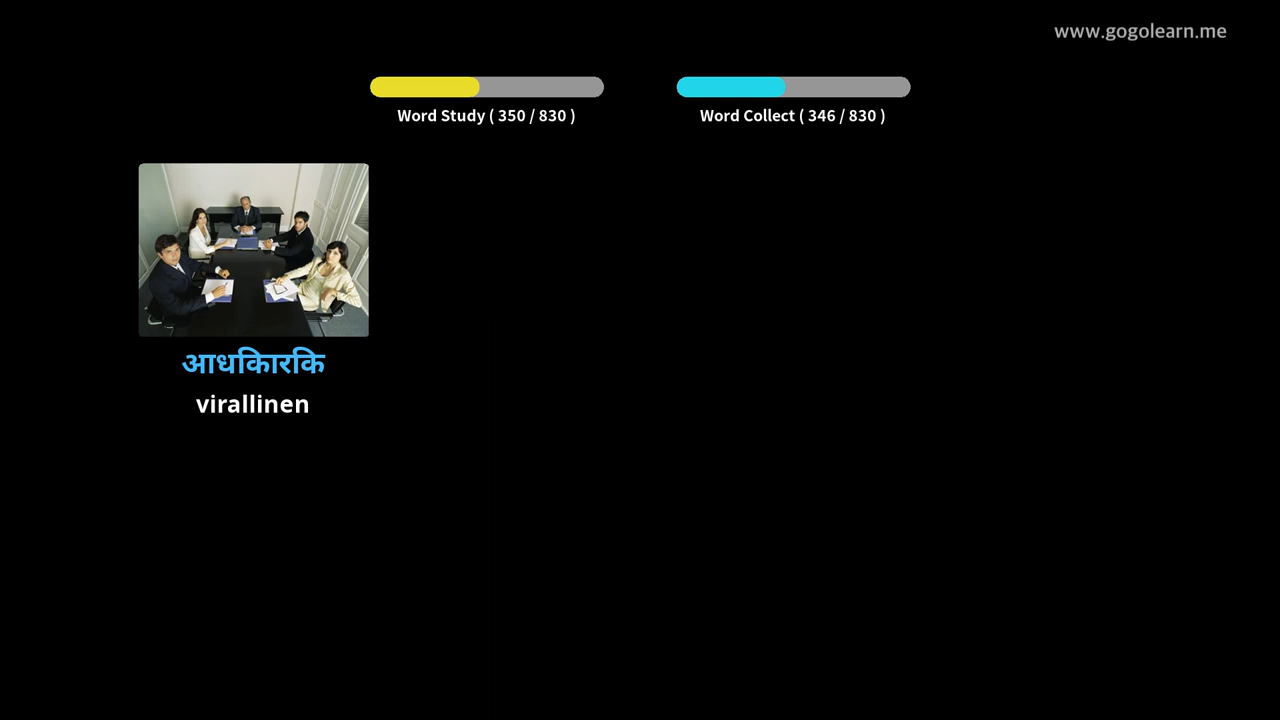 www.gogolearn.me
Word Study ( 350 / 830 )
Word Collect ( 346 / 830 )
आधिकारिक
virallinen